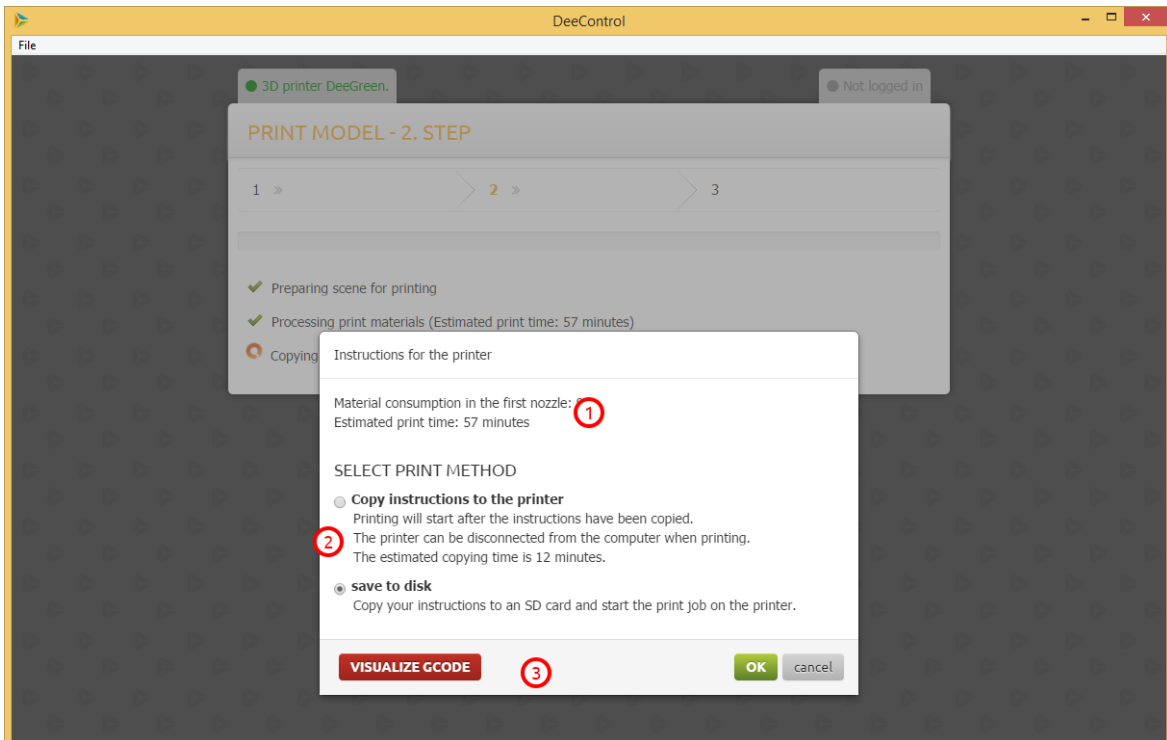 DeeControl
File
3D printer DeeGreen.
Not logged in
PRINT MODEL - 2. STEP
1 »
2 »
3
Preparing scene for printing
Processing print materials (Estimated print time: 57 minutes)
Copying
Instructions for the printer
Material consumption in the first nozzle:
1
Estimated print time: 57 minutes
SELECT PRINT METHOD
Copy instructions to the printer
Printing will start after the instructions have been copied.
2
The printer can be disconnected from the computer when printing.
The estimated copying time is 12 minutes.
save to disk
Copy your instructions to an SD card and start the print job on the printer.
VISUALIZE GCODE
3
OK
cancel